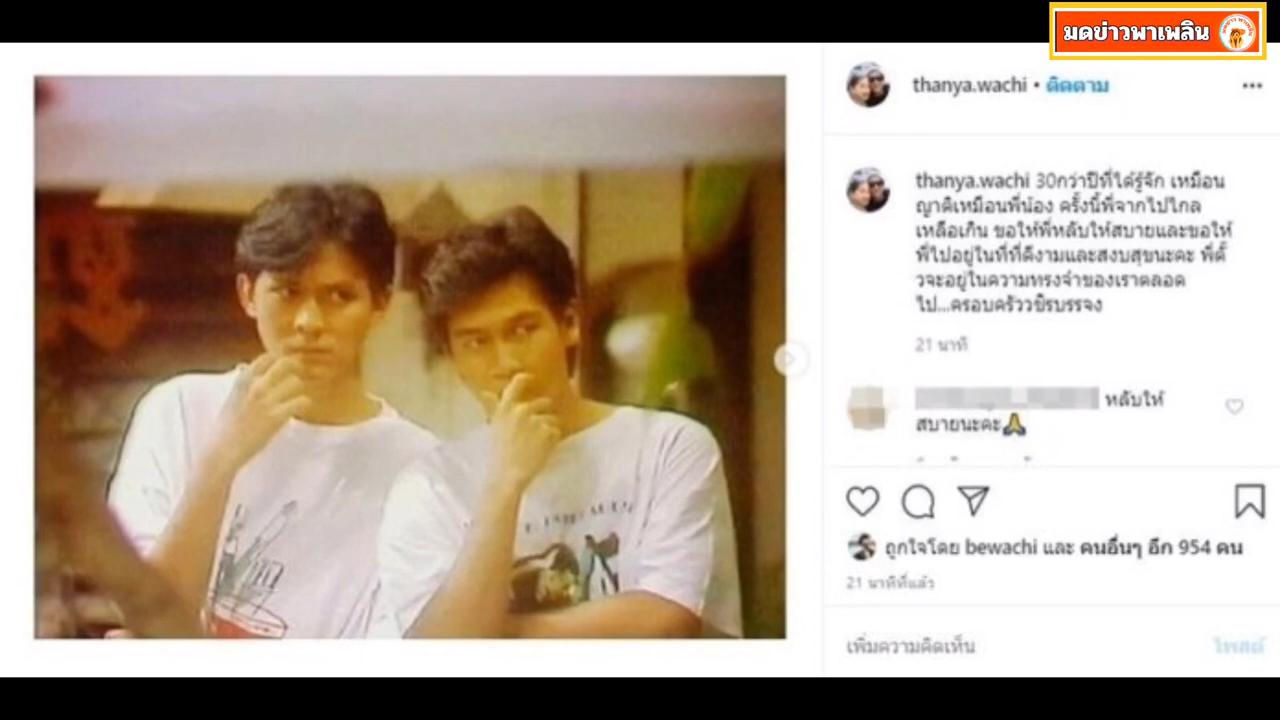 มดข่าวพาเพลิน
thanya.wachi • ติดตาม
thanya.wachi 30กว่าปีที่ได้รู้จัก เหมือน
ญาติเหมือนพี่น้อง ครั้งนี้พี่จากไปไกล
เหลือเกิน ขอให้พี่หลับให้สบายและขอให้
พี่ไปอยู่ในที่ที่ดีงามและสงบสุขนะคะ พี่ตั้
วจะอยู่ในความทรงจำของเราตลอด
ไป...ครอบครัววชิรบรรจง
21 นาที
หลับให้
สบายนะคะ🙏
ถูกใจโดย bewachi และ คนอื่นๆ อีก 954 คน
21 นาทีที่แล้ว
เพิ่มความคิดเห็น
โพสต์